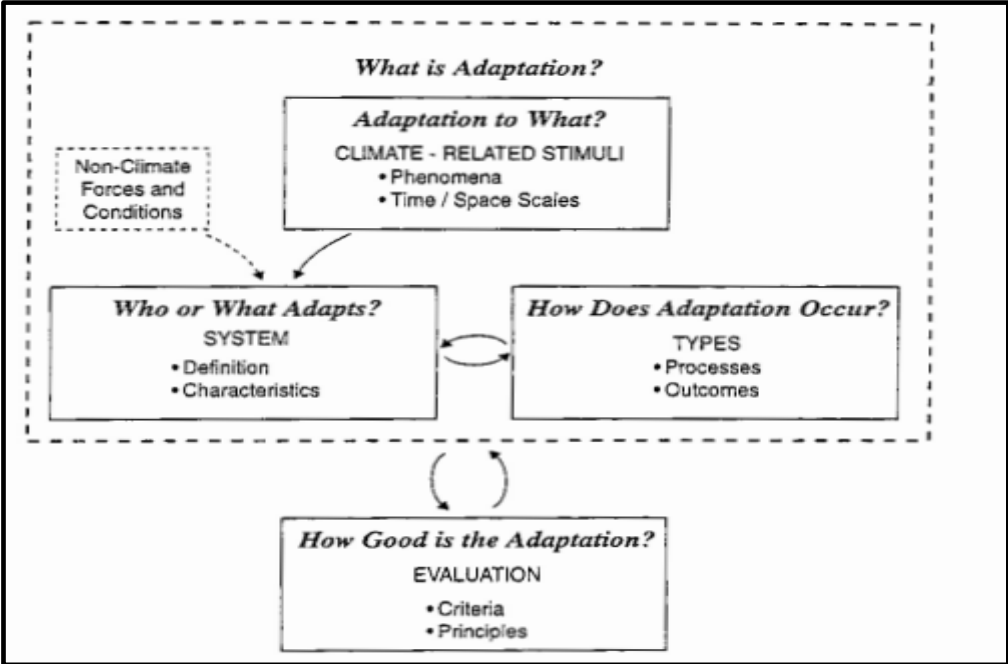 What is Adaptation?
Adaptation to What?
CLIMATE - RELATED STIMULI
• Phenomena
• Time / Space Scales
Non-Climate
Forces and
Conditions
Who or What Adapts?
SYSTEM
• Definition
• Characteristics
How Does Adaptation Occur?
TYPES
• Processes
• Outcomes
How Good is the Adaptation?
EVALUATION
• Criteria
• Principles